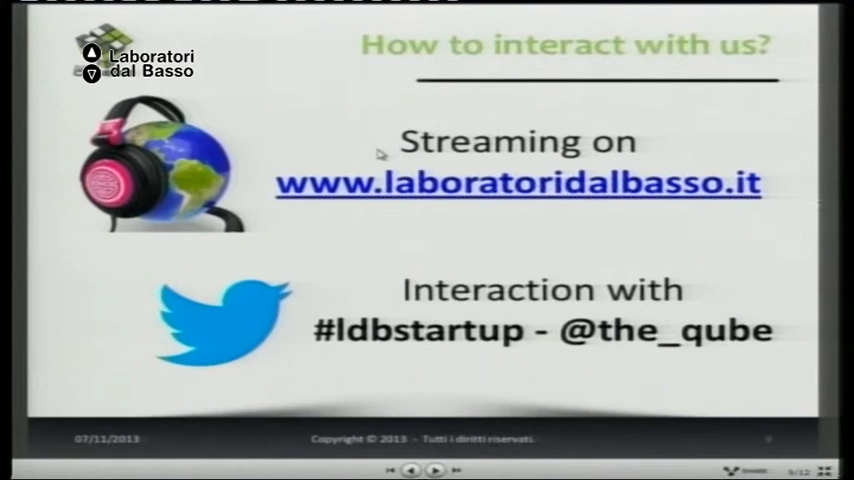 Laboratori
dal Basso
How to interact with us?
Streaming on
www.laboratoridalbasso.it
Interaction with
#ldbstartup - @the_qube
07/11/2013
Copyright © 2013 - Tutti i diritti riservati.